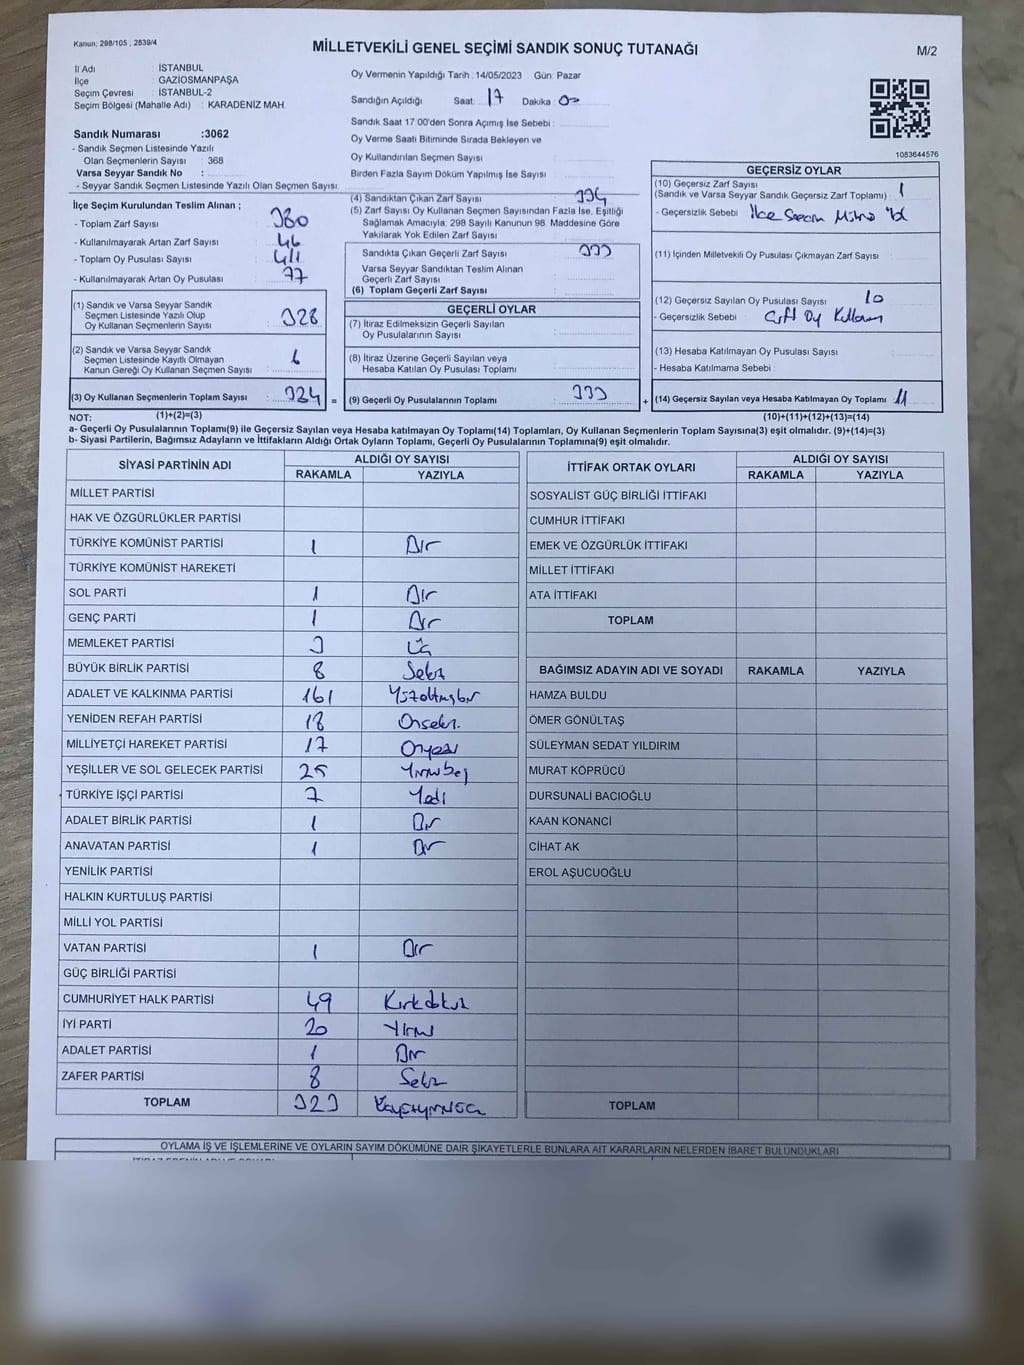 Kanun: 298/105 , 2839/4
MİLLETVEKİLİ GENEL SEÇİMİ SANDIK SONUÇ TUTANAĞI
M/2
İl Adı : İSTANBUL
İlçe : GAZİOSMANPAŞA
Seçim Çevresi : İSTANBUL-2
Seçim Bölgesi (Mahalle Adı) : KARADENİZ MAH.
Sandık Numarası :3062
- Sandık Seçmen Listesinde Yazılı
Olan Seçmenlerin Sayısı : 368
Varsa Seyyar Sandık No :
- Seyyar Sandık Seçmen Listesinde Yazılı Olan Seçmen Sayısı:
Oy Vermenin Yapıldığı Tarih : 14/05/2023 Gün: Pazar
Sandığın Açıldığı Saat: 17 Dakika: 00
Sandık Saat 17:00'den Sonra Açımış İse Sebebi :
Oy Verme Saati Bitiminde Sırada Bekleyen ve
Oy Kullandırılan Seçmen Sayısı :
Birden Fazla Sayım Döküm Yapılmış İse Sayısı :
1083644576
İlçe Seçim Kurulundan Teslim Alınan ;
- Toplam Zarf Sayısı : 380
- Kullanılmayarak Artan Zarf Sayısı : 46
- Toplam Oy Pusulası Sayısı : 411
- Kullanılmayarak Artan Oy Pusulası : 77
(1) Sandık ve Varsa Seyyar Sandık
Seçmen Listesinde Yazılı Olup
Oy Kullanan Seçmenlerin Sayısı : 328
(2) Sandık ve Varsa Seyyar Sandık
Seçmen Listesinde Kayıtlı Olmayan
Kanun Gereği Oy Kullanan Seçmen Sayısı : 6
(3) Oy Kullanan Seçmenlerin Toplam Sayısı : 334 =
(4) Sandıktan Çıkan Zarf Sayısı : 334
(5) Zarf Sayısı Oy Kullanan Seçmen Sayısından Fazla İse, Eşitliği
Sağlamak Amacıyla, 298 Sayılı Kanunun 98. Maddesine Göre
Yakılarak Yok Edilen Zarf Sayısı :
Sandıkta Çıkan Geçerli Zarf Sayısı : 333
Varsa Seyyar Sandıktan Teslim Alınan
Geçerli Zarf Sayısı :
(6) Toplam Geçerli Zarf Sayısı :
GEÇERLİ OYLAR
(7) İtiraz Edilmeksizin Geçerli Sayılan
Oy Pusulalarının Sayısı :
(8) İtiraz Üzerine Geçerli Sayılan veya
Hesaba Katılan Oy Pusulası Toplamı :
(9) Geçerli Oy Pusulalarının Toplamı : 333 +
GEÇERSİZ OYLAR
(10) Geçersiz Zarf Sayısı
(Sandık ve Varsa Seyyar Sandık Geçersiz Zarf Toplamı) : 1
- Geçersizlik Sebebi : İlçe Seçim Mührü
(11) İçinden Milletvekili Oy Pusulası Çıkmayan Zarf Sayısı :
(12) Geçersiz Sayılan Oy Pusulası Sayısı : 10
- Geçersizlik Sebebi : Çift Oy Kullanım
(13) Hesaba Katılmayan Oy Pusulası Sayısı :
- Hesaba Katılmama Sebebi :
(14) Geçersiz Sayılan veya Hesaba Katılmayan Oy Toplamı : 11
NOT: (1)+(2)=(3) (10)+(11)+(12)+(13)=(14)
a- Geçerli Oy Pusulalarının Toplamı(9) ile Geçersiz Sayılan veya Hesaba katılmayan Oy Toplamı(14) Toplamları, Oy Kullanan Seçmenlerin Toplam Sayısına(3) eşit olmalıdır. (9)+(14)=(3)
b- Siyasi Partilerin, Bağımsız Adayların ve İttifakların Aldığı Ortak Oyların Toplamı, Geçerli Oy Pusulalarının Toplamına(9) eşit olmalıdır.
SİYASİ PARTİNİN ADI ALDIĞI OY SAYISI
RAKAMLA YAZIYLA
MİLLET PARTİSİ
HAK VE ÖZGÜRLÜKLER PARTİSİ
TÜRKİYE KOMÜNİST PARTİSİ 1 Bir
TÜRKİYE KOMÜNİST HAREKETİ
SOL PARTİ 1 Bir
GENÇ PARTİ 1 Bir
MEMLEKET PARTİSİ 3 Üç
BÜYÜK BİRLİK PARTİSİ 8 Sekiz
ADALET VE KALKINMA PARTİSİ 161 Yüzaltmışbir
YENİDEN REFAH PARTİSİ 18 Onsekiz
MİLLİYETÇİ HAREKET PARTİSİ 17 Onyedi
YEŞİLLER VE SOL GELECEK PARTİSİ 25 Yirmibeş
TÜRKİYE İŞÇİ PARTİSİ 7 Yedi
ADALET BİRLİK PARTİSİ 1 Bir
ANAVATAN PARTİSİ 1 Bir
YENİLİK PARTİSİ
HALKIN KURTULUŞ PARTİSİ
MİLLİ YOL PARTİSİ
VATAN PARTİSİ 1 Bir
GÜÇ BİRLİĞİ PARTİSİ
CUMHURİYET HALK PARTİSİ 49 Kırkdokuz
İYİ PARTİ 20 Yirmi
ADALET PARTİSİ 1 Bir
ZAFER PARTİSİ 8 Sekiz
TOPLAM 323 Üçyüzyirmiüç
İTTİFAK ORTAK OYLARI ALDIĞI OY SAYISI
RAKAMLA YAZIYLA
SOSYALİST GÜÇ BİRLİĞİ İTTİFAKI
CUMHUR İTTİFAKI
EMEK VE ÖZGÜRLÜK İTTİFAKI
MİLLET İTTİFAKI
ATA İTTİFAKI
TOPLAM
BAĞIMSIZ ADAYIN ADI VE SOYADI RAKAMLA YAZIYLA
HAMZA BULDU
ÖMER GÖNÜLTAŞ
SÜLEYMAN SEDAT YILDIRIM
MURAT KÖPRÜCÜ
DURSUNALİ BACIOĞLU
KAAN KONANCİ
CİHAT AK
EROL AŞUCUOĞLU
TOPLAM
OYLAMA İŞ VE İŞLEMLERİNE VE OYLARIN SAYIM DÖKÜMÜNE DAİR ŞİKAYETLERLE BUNLARA AİT KARARLARIN NELERDEN İBARET BULUNDUKLARI